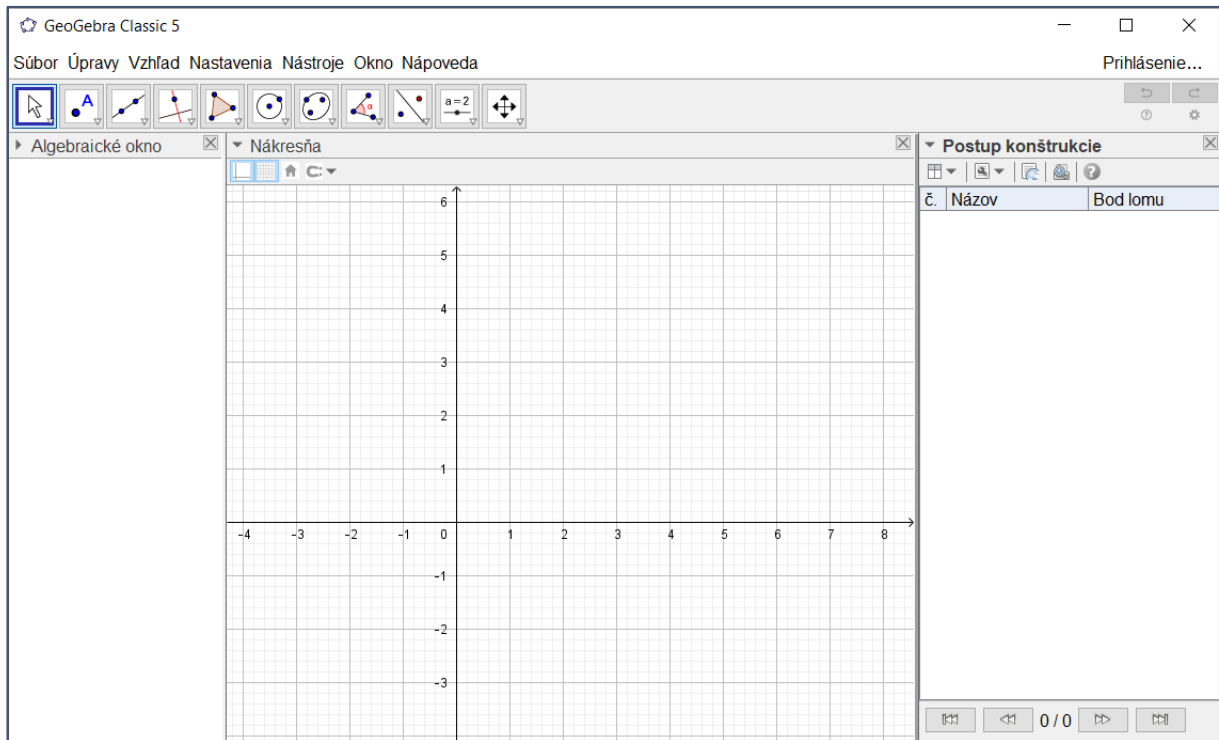 GeoGebra Classic 5
Súbor Úpravy Vzhľad Nastavenia Nástroje Okno Nápoveda Prihlásenie...
A α a=2
Algebraické okno Nákresňa Postup konštrukcie
č. Názov Bod lomu
6
5
4
3
2
1
-4 -3 -2 -1 0 1 2 3 4 5 6 7 8
-1
-2
-3
0 / 0